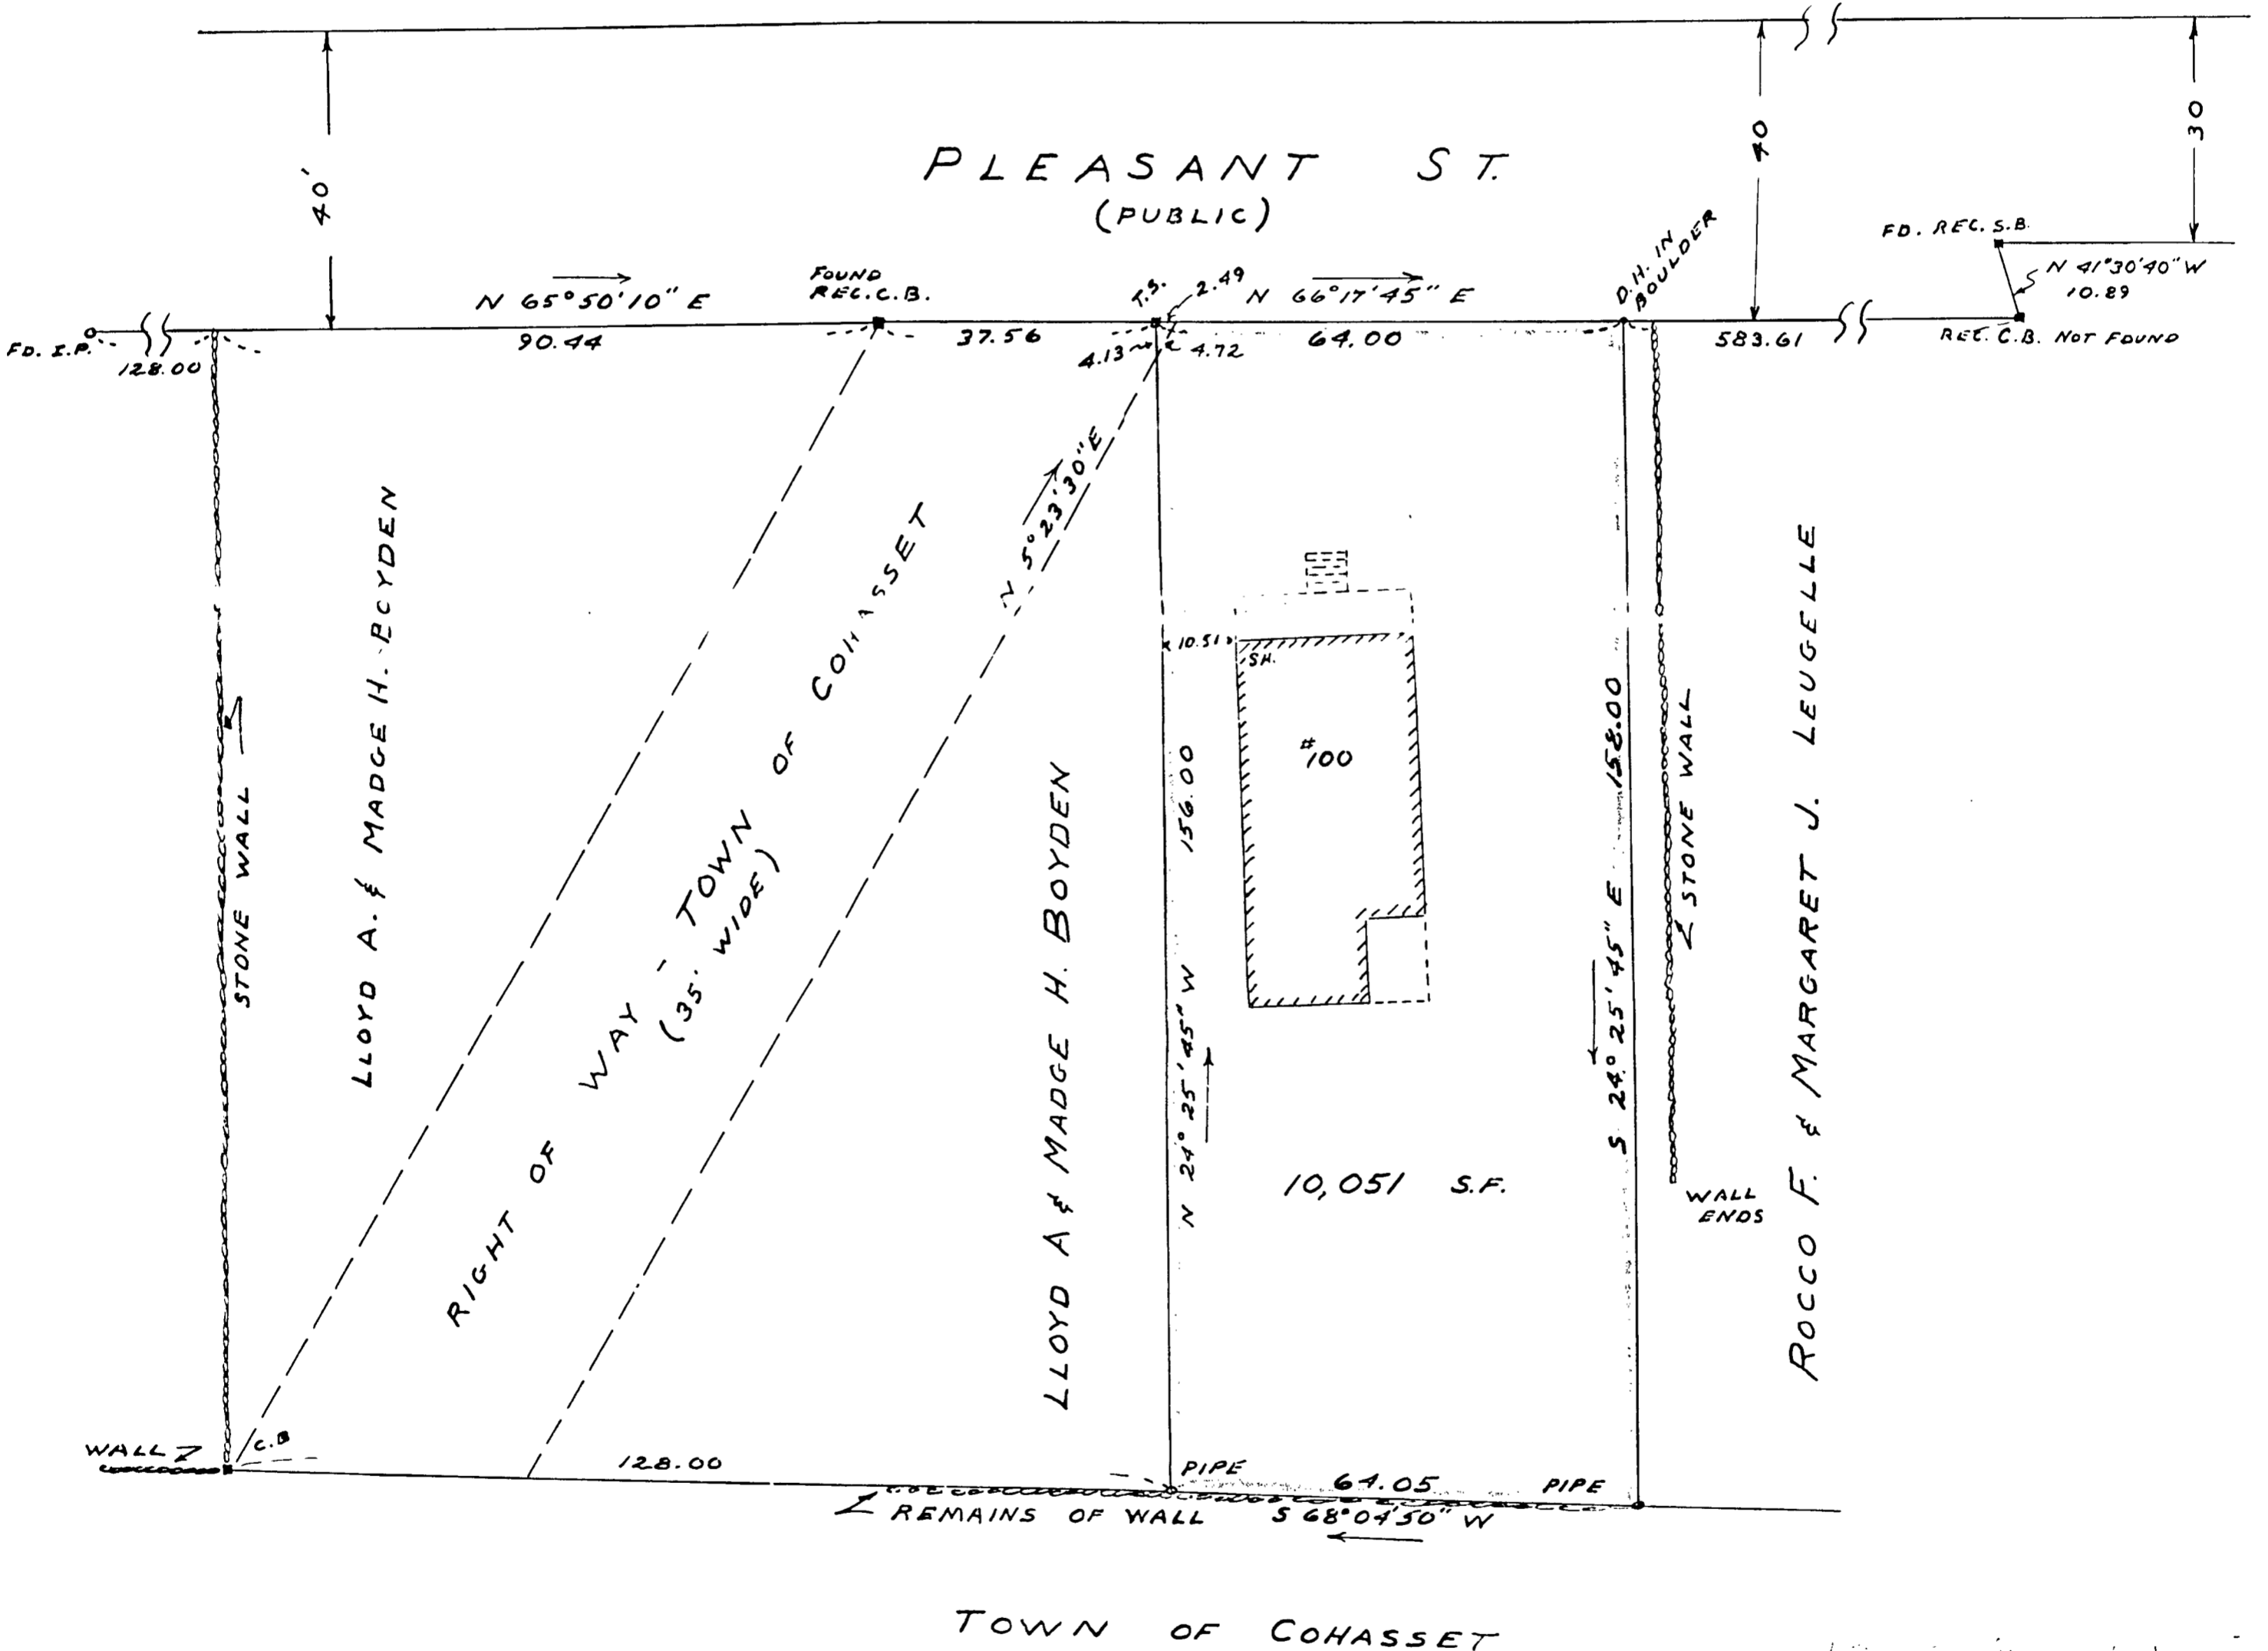 40'
PLEASANT ST.
(PUBLIC)
40
30
FD. REC. S.B.
N 41°30'40" W
10.89
REC. C.B. NOT FOUND
D.H. IN
BOULDER
FOUND
REC. C.B.
T.S.
2.49
N 65°50'10" E
N 66°17'45" E
FD. I.P.
128.00
90.44
37.56
4.13
4.72
64.00
583.61
STONE WALL
LLOYD A. & MADGE H. BOYDEN
RIGHT OF WAY - TOWN OF COHASSET
(35' WIDE)
N 5°23'30" E
LLOYD A & MADGE H. BOYDEN
N 24°25'45" W 156.00
10.51
SH.
#100
10,051 S.F.
S 24°25'45" E 158.00
STONE WALL
WALL
ENDS
ROCCO F. & MARGARET J. LEUGELLE
WALL
C.B
128.00
PIPE
64.05
PIPE
REMAINS OF WALL
S 68°04'50" W
TOWN OF COHASSET